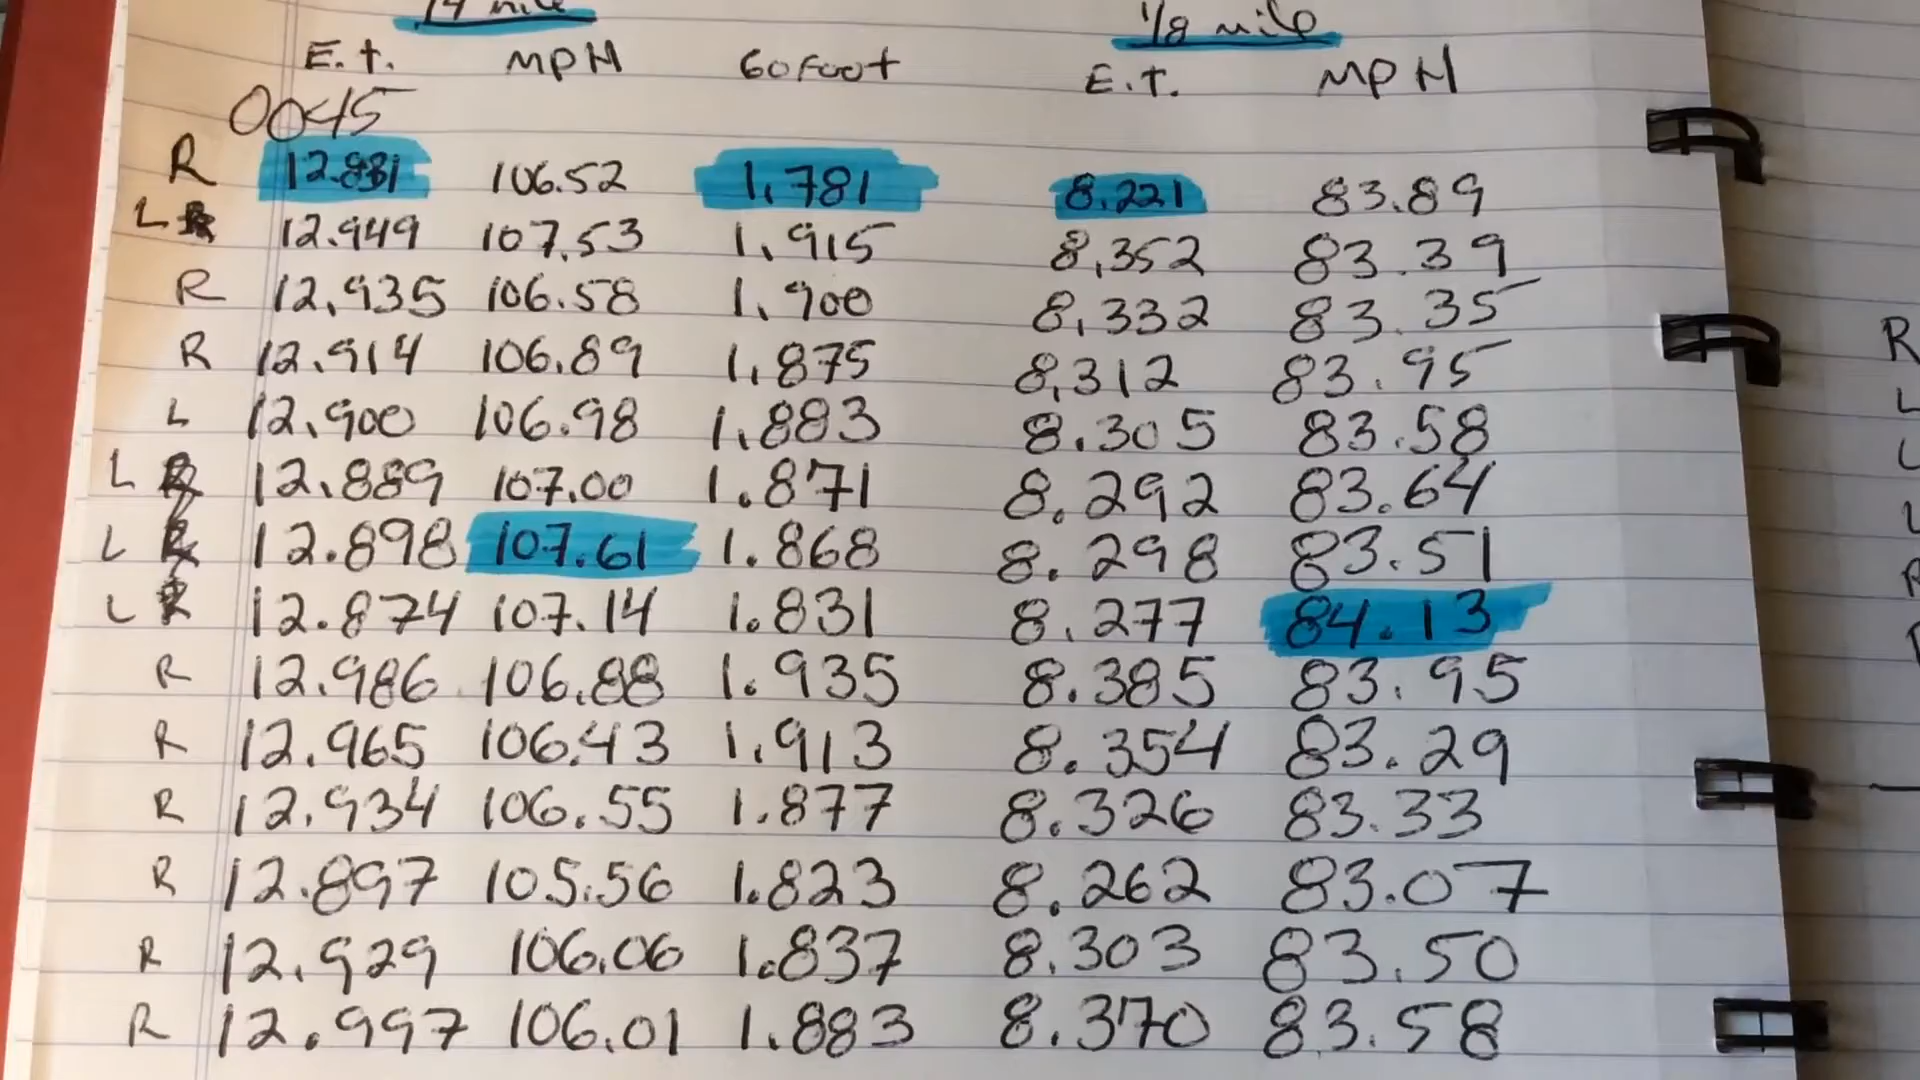 1/4 mile 1/8 mile
E.t. MPH 60 Foot E.T. MPH
0045
R 106.52 1.781 8.221 83.89
L 12.949 107.53 1.915 8.352 83.39
R 12.935 106.58 1.900 8.332 83.35
R 12.914 106.89 1.875 8.312 83.95
L 12.900 106.98 1.883 8.305 83.58
L 12.889 107.00 1.871 8.292 83.64
L 12.898 107.61 1.868 8.298 83.51
L 12.874 107.14 1.831 8.277 84.13
R 12.986 106.88 1.935 8.385 83.95
R 12.965 106.43 1.913 8.354 83.29
R 12.934 106.55 1.877 8.326 83.33
R 12.897 105.56 1.823 8.262 83.07
R 12.929 106.06 1.837 8.303 83.50
R 12.997 106.01 1.883 8.370 83.58
R
L